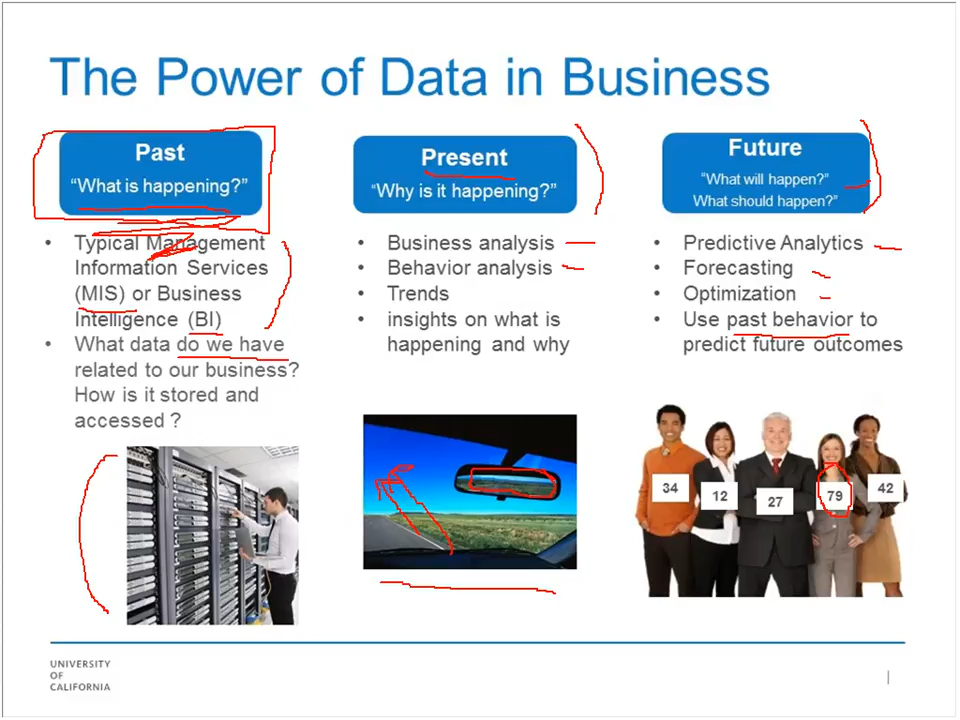 The Power of Data in Business
Past
"What is happening?"
• Typical Management
Information Services
(MIS) or Business
Intelligence (BI)
• What data do we have
related to our business?
How is it stored and
accessed ?
Present
"Why is it happening?"
• Business analysis
• Behavior analysis
• Trends
• insights on what is
happening and why
Future
"What will happen?"
What should happen?"
• Predictive Analytics
• Forecasting
• Optimization
• Use past behavior to
predict future outcomes
34
12
27
79
42
UNIVERSITY
OF
CALIFORNIA
|